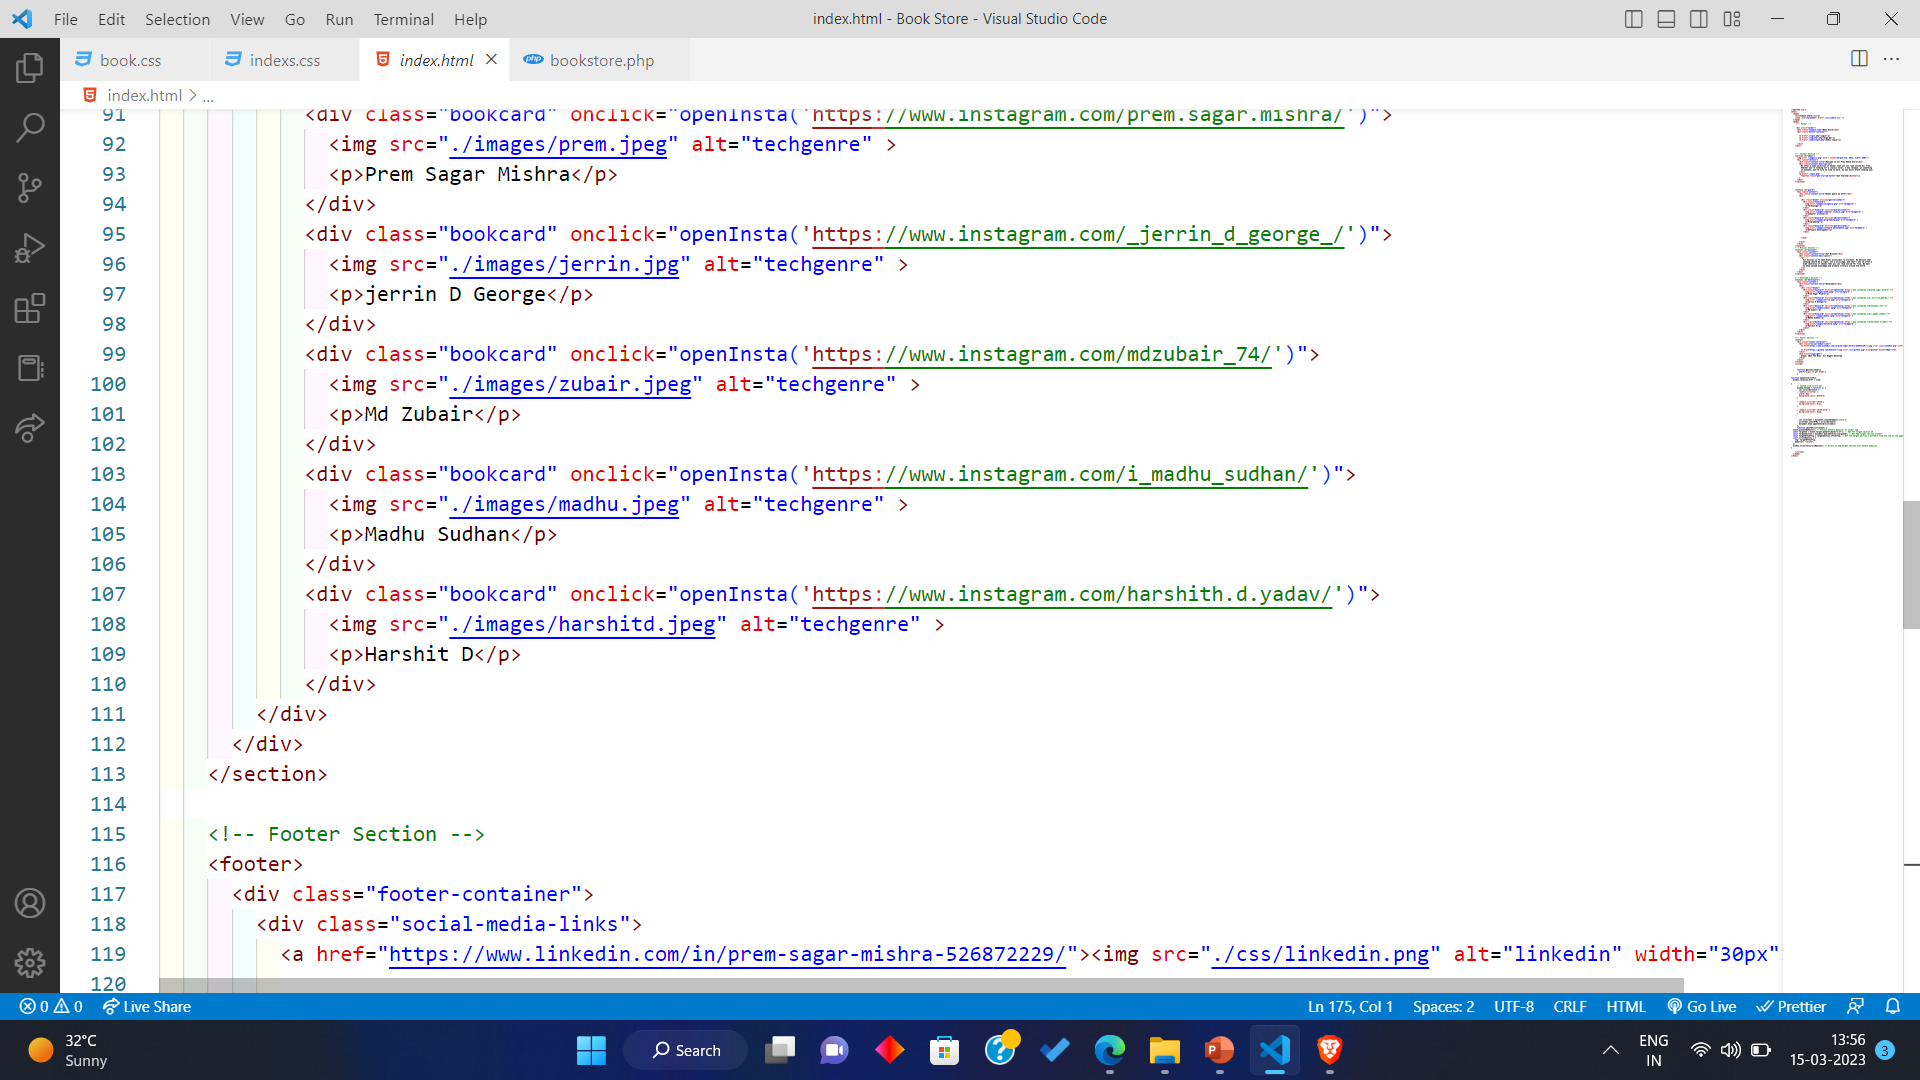 File Edit Selection View Go Run Terminal Help
index.html - Book Store - Visual Studio Code
book.css
indexs.css
index.html
php bookstore.php
index.html > ...
91 <div class="bookcard" onclick="openInsta('https://www.instagram.com/prem.sagar.mishra/')">
92 <img src="./images/prem.jpeg" alt="techgenre" >
93 <p>Prem Sagar Mishra</p>
94 </div>
95 <div class="bookcard" onclick="openInsta('https://www.instagram.com/_jerrin_d_george_/')">
96 <img src="./images/jerrin.jpg" alt="techgenre" >
97 <p>jerrin D George</p>
98 </div>
99 <div class="bookcard" onclick="openInsta('https://www.instagram.com/mdzubair_74/')">
100 <img src="./images/zubair.jpeg" alt="techgenre" >
101 <p>Md Zubair</p>
102 </div>
103 <div class="bookcard" onclick="openInsta('https://www.instagram.com/i_madhu_sudhan/')">
104 <img src="./images/madhu.jpeg" alt="techgenre" >
105 <p>Madhu Sudhan</p>
106 </div>
107 <div class="bookcard" onclick="openInsta('https://www.instagram.com/harshith.d.yadav/')">
108 <img src="./images/harshitd.jpeg" alt="techgenre" >
109 <p>Harshit D</p>
110 </div>
111 </div>
112 </div>
113 </section>
114
115 <!-- Footer Section -->
116 <footer>
117 <div class="footer-container">
118 <div class="social-media-links">
119 <a href="https://www.linkedin.com/in/prem-sagar-mishra-526872229/"><img src="./css/linkedin.png" alt="linkedin" width="30px"
120
0 0 Live Share
Ln 175, Col 1 Spaces: 2 UTF-8 CRLF HTML Go Live Prettier
32°C
Sunny
Search
ENG
IN
13:56
15-03-2023
3